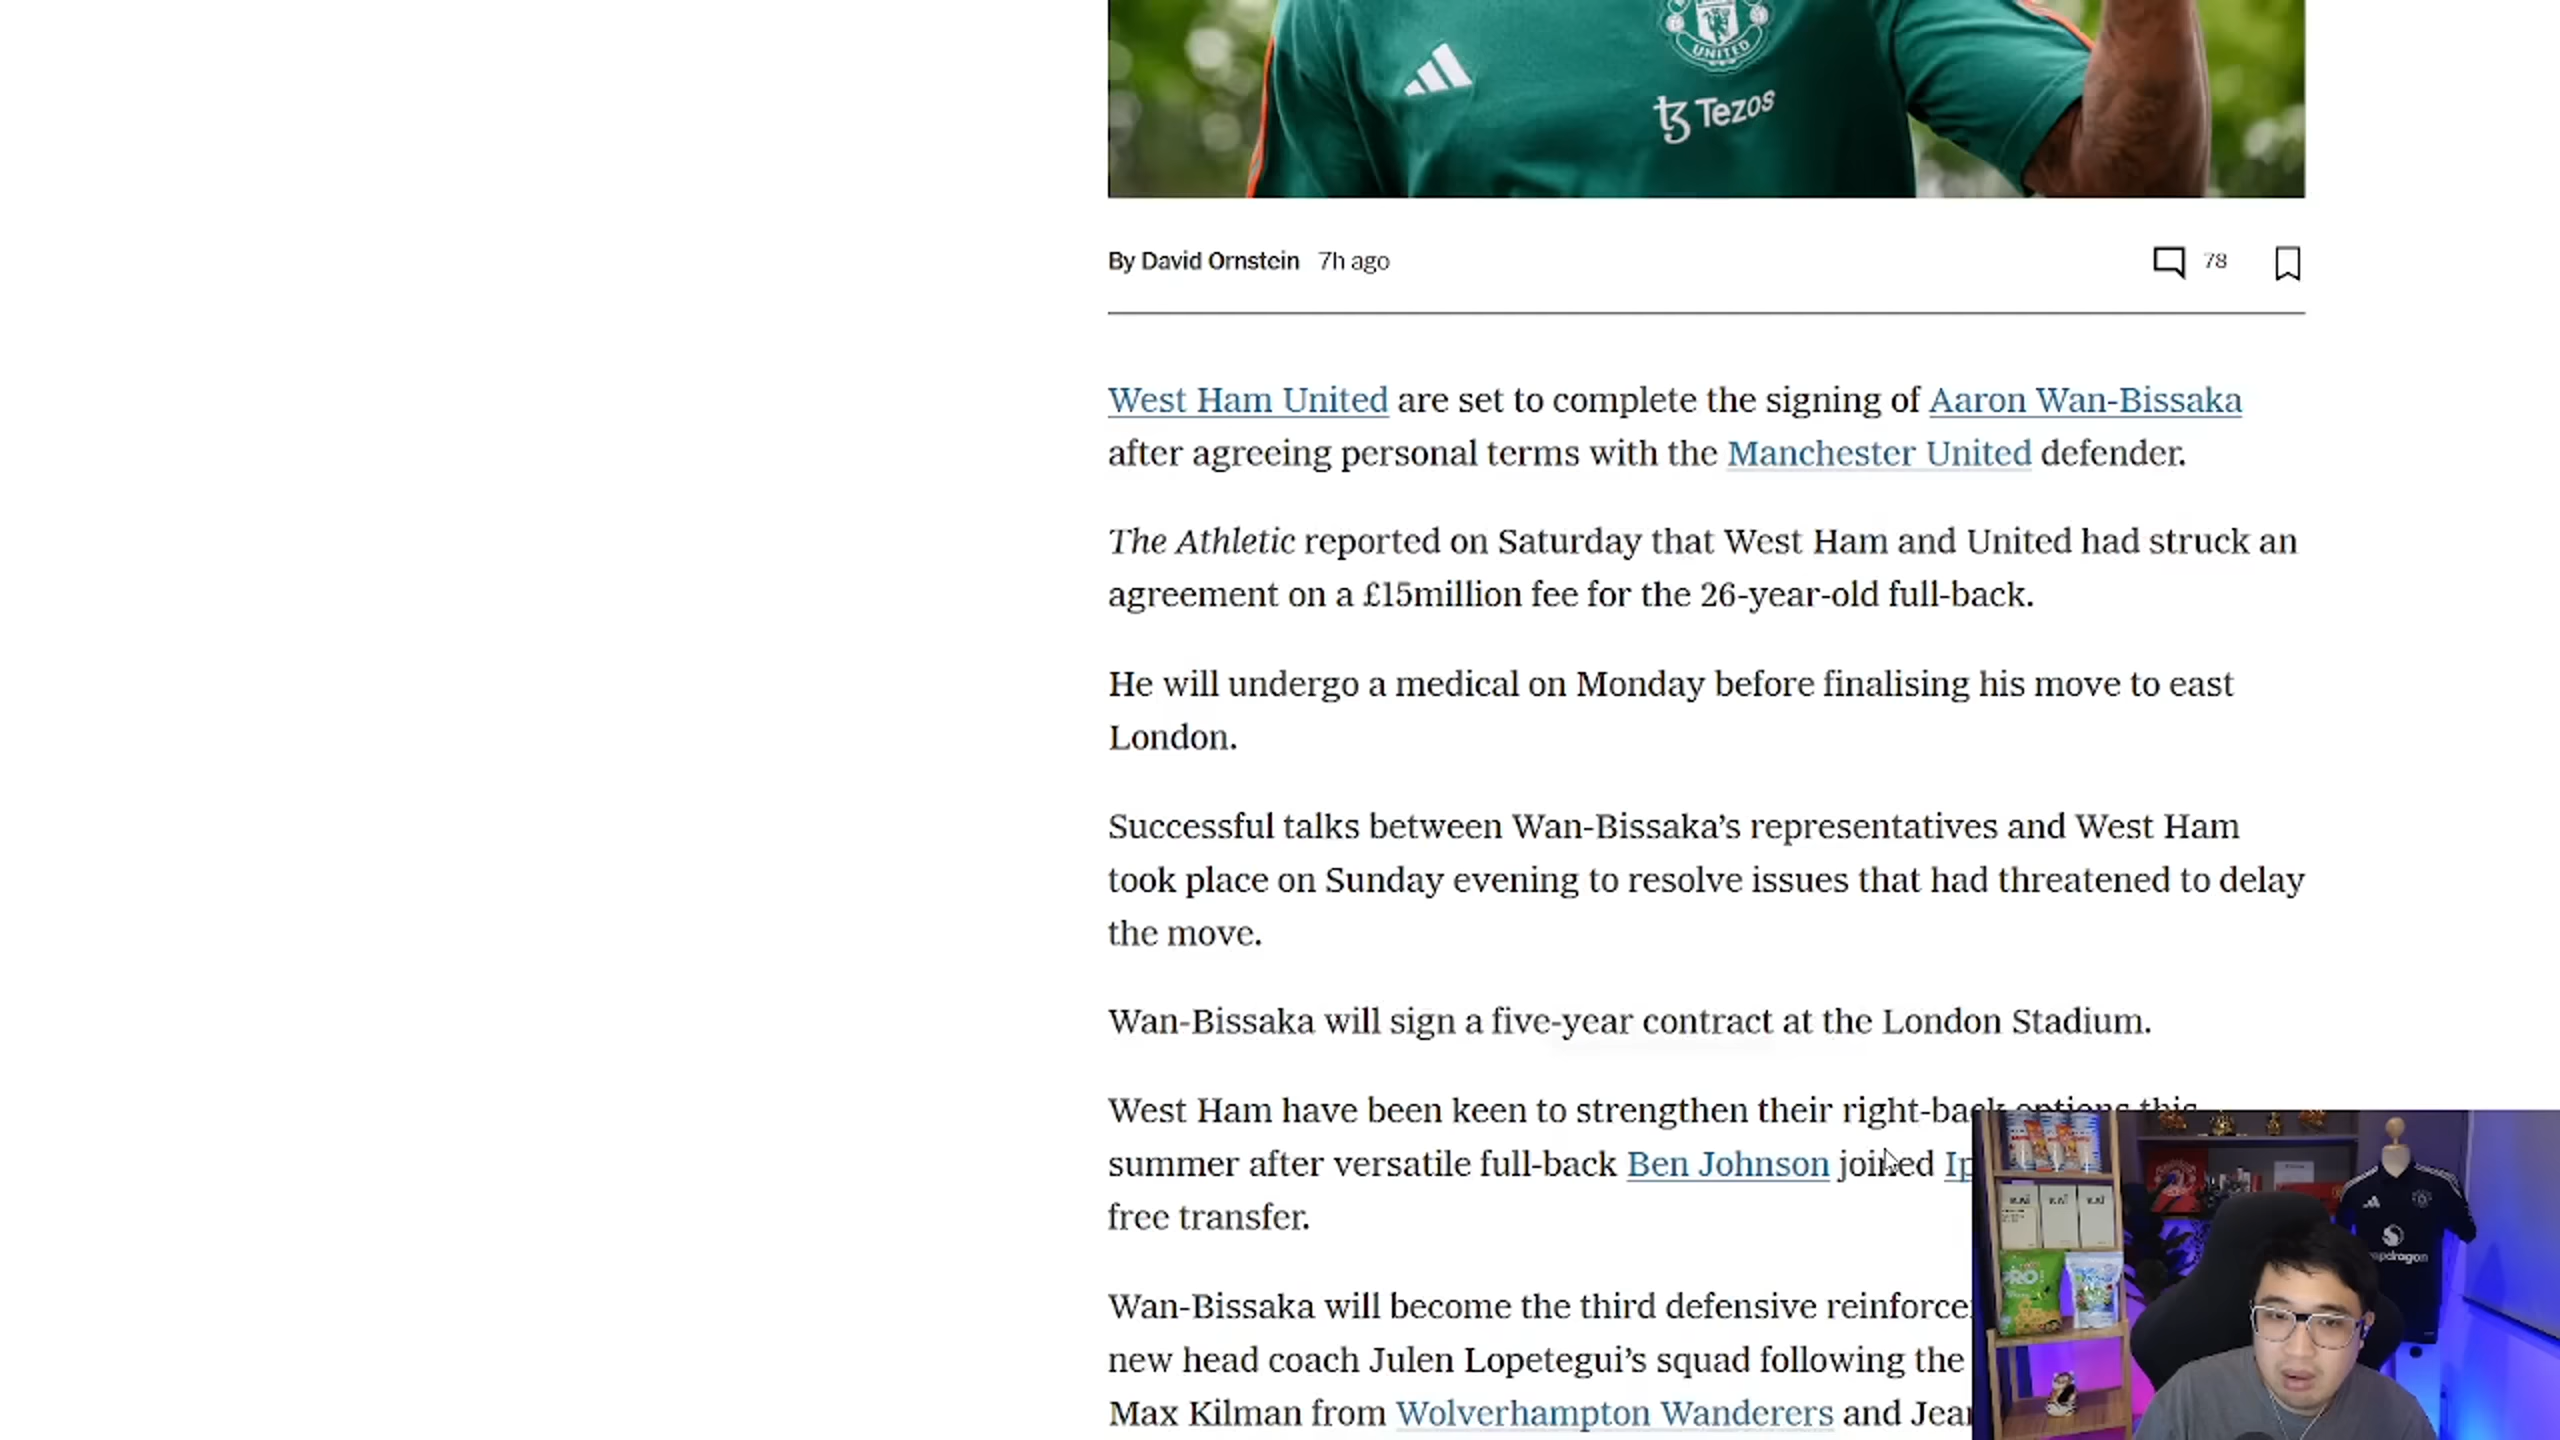 UNITED
Tezos
By David Ornstein 7h ago
78
West Ham United are set to complete the signing of Aaron Wan-Bissaka
after agreeing personal terms with the Manchester United defender.
The Athletic reported on Saturday that West Ham and United had struck an
agreement on a £15million fee for the 26-year-old full-back.
He will undergo a medical on Monday before finalising his move to east
London.
Successful talks between Wan-Bissaka's representatives and West Ham
took place on Sunday evening to resolve issues that had threatened to delay
the move.
Wan-Bissaka will sign a five-year contract at the London Stadium.
West Ham have been keen to strengthen their right-back options this
summer after versatile full-back Ben Johnson joined
free transfer.
Wan-Bissaka will become the third defensive
new head coach Julen Lopetegui's squad following the
Max Kilman from Wolverhampton Wanderers and